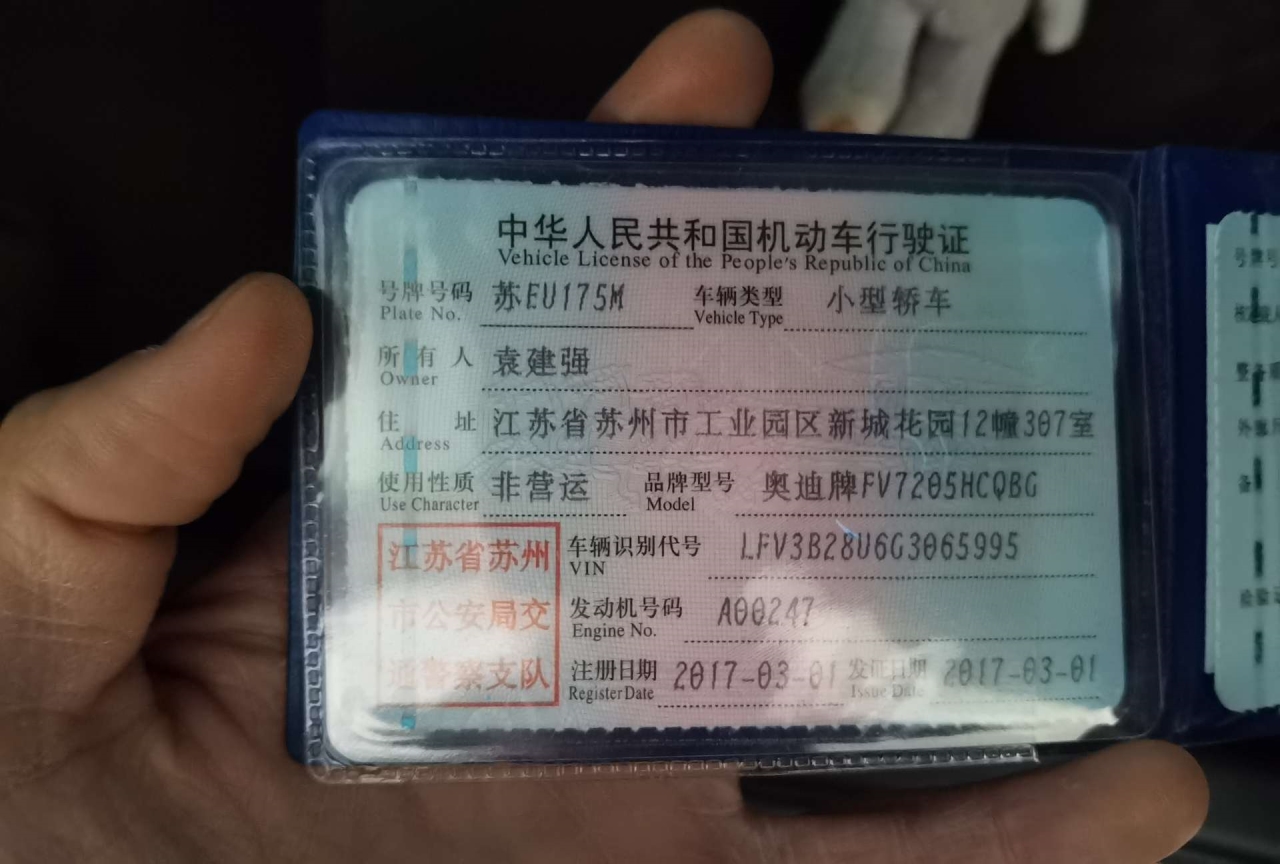 中华人民共和国机动车行驶证
Vehicle License of the People's Republic of China
号牌号码 苏EU175M 车辆类型 小型轿车
Plate No. Vehicle Type
所有人 袁建强
Owner
住址 江苏省苏州市工业园区新城花园12幢307室
Address
使用性质 非营运 品牌型号 奥迪牌FV7205HCQBG
Use Character Model
江苏省苏州
市公安局交
通警察支队
车辆识别代号 LFV3B28U6G3065995
VIN
发动机号码 A00247
Engine No.
注册日期 2017-03-01 发证日期 2017-03-01
Register Date Issue Date
号牌号